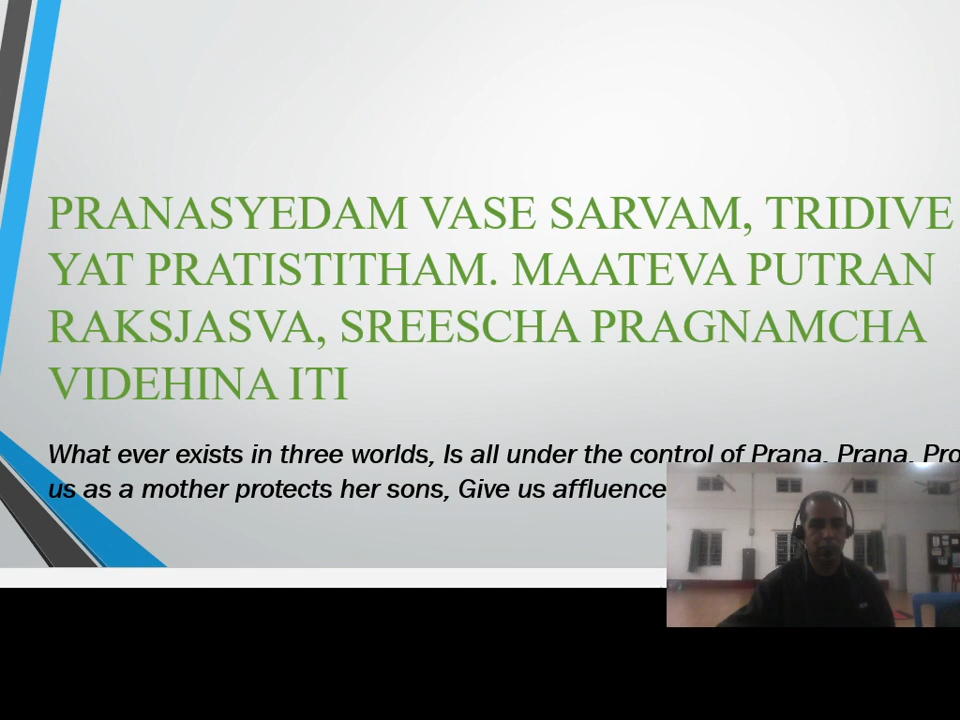 PRANASYEDAM VASE SARVAM, TRIDIVE
YAT PRATISTITHAM. MAATEVA PUTRAN
RAKSJASVA, SREESCHA PRAGNAMCHA
VIDEHINA ITI
What ever exists in three worlds, Is all under the control of Prana. Prana, Pro
us as a mother protects her sons, Give us affluence